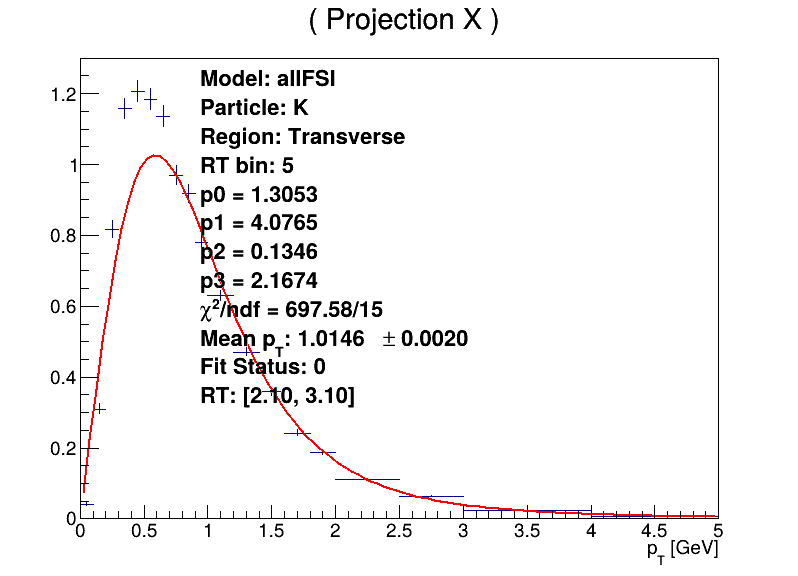 ( Projection X )
Model: allFSI
Particle: K
Region: Transverse
RT bin: 5
p0 = 1.3053
p1 = 4.0765
p2 = 0.1346
p3 = 2.1674
χ²/ndf = 697.58/15
Mean p_T: 1.0146 ± 0.0020
Fit Status: 0
RT: [2.10, 3.10]
1.2
1
0.8
0.6
0.4
0.2
0
0 0.5 1 1.5 2 2.5 3 3.5 4 4.5 5
p_T [GeV]